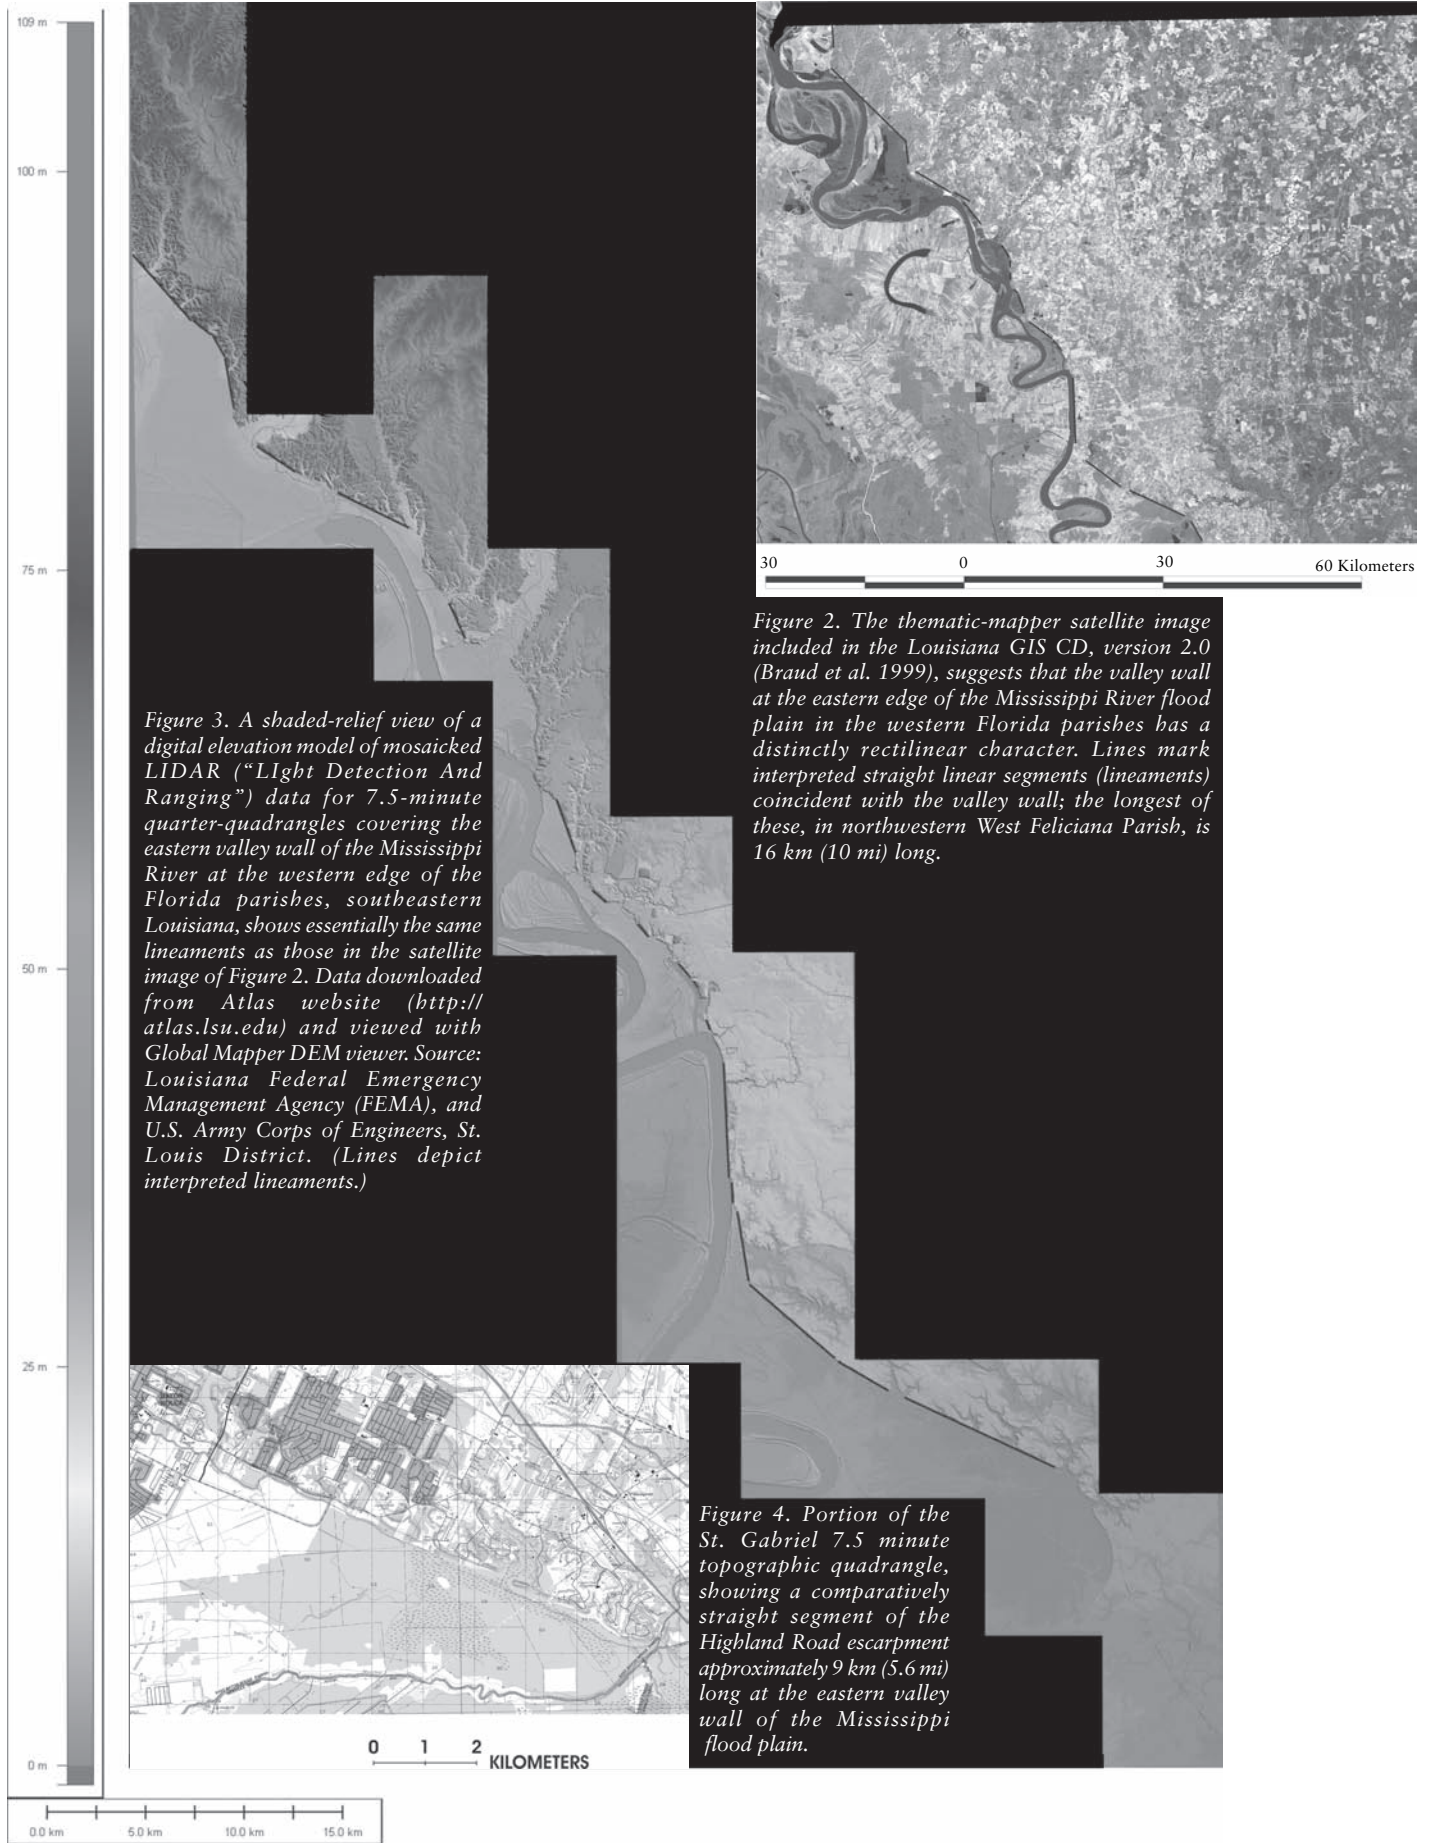 109 m
100 m
75 m
50 m
25 m
0 m
0.0 km 5.0 km 10.0 km 15.0 km
30 0 30 60 Kilometers
Figure 2. The thematic-mapper satellite image
included in the Louisiana GIS CD, version 2.0
(Braud et al. 1999), suggests that the valley wall
at the eastern edge of the Mississippi River flood
plain in the western Florida parishes has a
distinctly rectilinear character. Lines mark
interpreted straight linear segments (lineaments)
coincident with the valley wall; the longest of
these, in northwestern West Feliciana Parish, is
16 km (10 mi) long.
Figure 3. A shaded-relief view of a
digital elevation model of mosaicked
LIDAR (“LIght Detection And
Ranging”) data for 7.5-minute
quarter-quadrangles covering the
eastern valley wall of the Mississippi
River at the western edge of the
Florida parishes, southeastern
Louisiana, shows essentially the same
lineaments as those in the satellite
image of Figure 2. Data downloaded
from Atlas website (http://
atlas.lsu.edu) and viewed with
Global Mapper DEM viewer. Source:
Louisiana Federal Emergency
Management Agency (FEMA), and
U.S. Army Corps of Engineers, St.
Louis District. (Lines depict
interpreted lineaments.)
Figure 4. Portion of the
St. Gabriel 7.5 minute
topographic quadrangle,
showing a comparatively
straight segment of the
Highland Road escarpment
approximately 9 km (5.6 mi)
long at the eastern valley
wall of the Mississippi
flood plain.
0 1 2
KILOMETERS